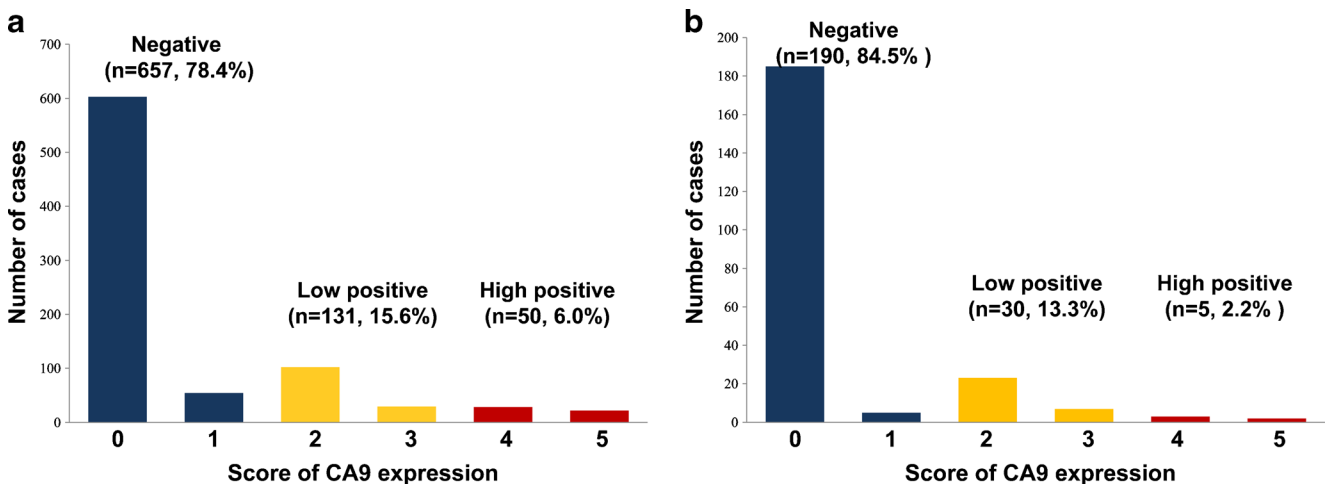 a
Negative
(n=657, 78.4%)
700
600
500
400
300
200
100
0
Number of cases
Low positive
(n=131, 15.6%)
High positive
(n=50, 6.0%)
0 1 2 3 4 5
Score of CA9 expression
b
Negative
(n=190, 84.5% )
200
180
160
140
120
100
80
60
40
20
0
Number of cases
Low positive
(n=30, 13.3%)
High positive
(n=5, 2.2% )
0 1 2 3 4 5
Score of CA9 expression